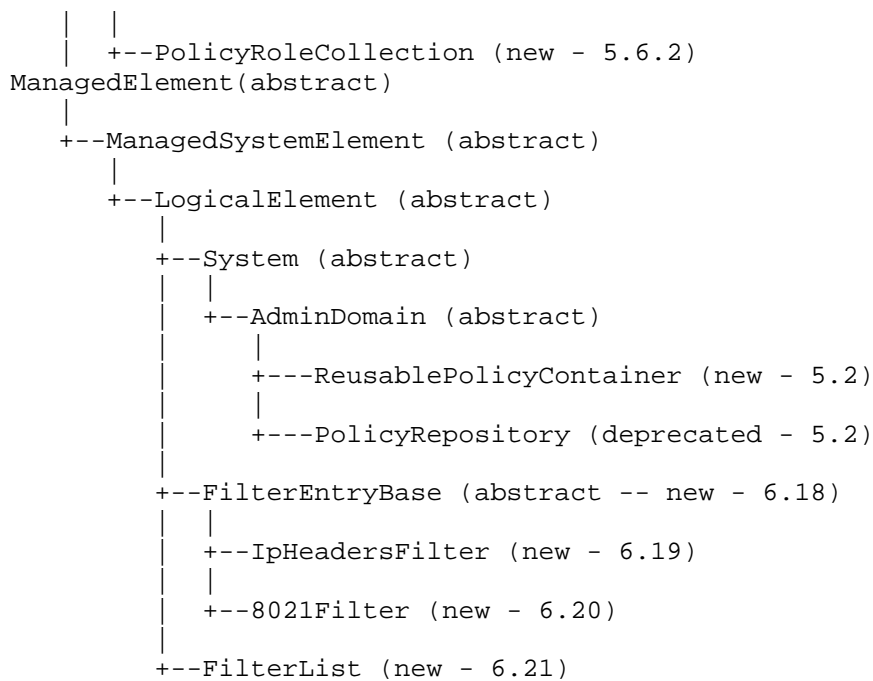 | |
   | +--PolicyRoleCollection (new - 5.6.2)
ManagedElement(abstract)
   |
   +--ManagedSystemElement (abstract)
      |
      +--LogicalElement (abstract)
         |
         +--System (abstract)
         | |
         | +--AdminDomain (abstract)
         |    |
         |    +---ReusablePolicyContainer (new - 5.2)
         |    |
         |    +---PolicyRepository (deprecated - 5.2)
         |
         +--FilterEntryBase (abstract -- new - 6.18)
         | |
         | +--IpHeadersFilter (new - 6.19)
         | |
         | +--8021Filter (new - 6.20)
         |
         +--FilterList (new - 6.21)